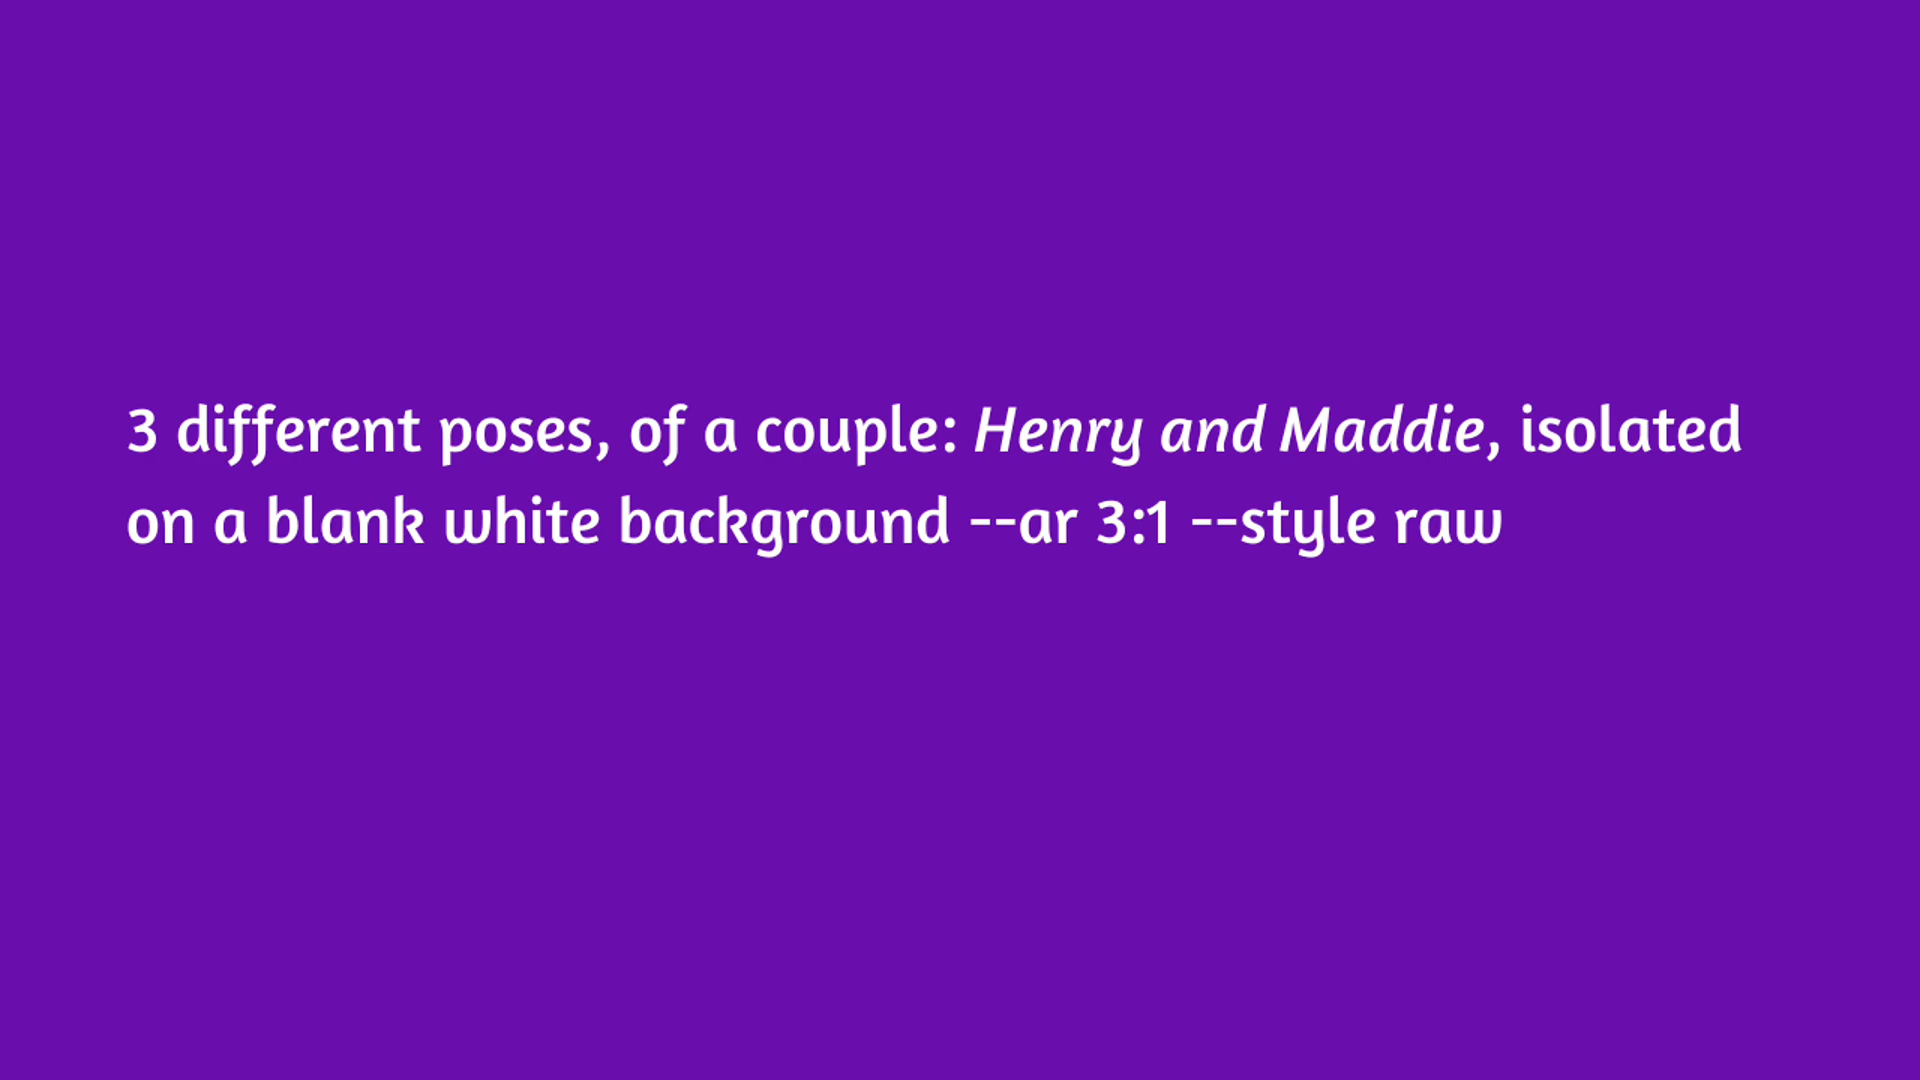 3 different poses, of a couple: Henry and Maddie, isolated
on a blank white background --ar 3:1 --style raw